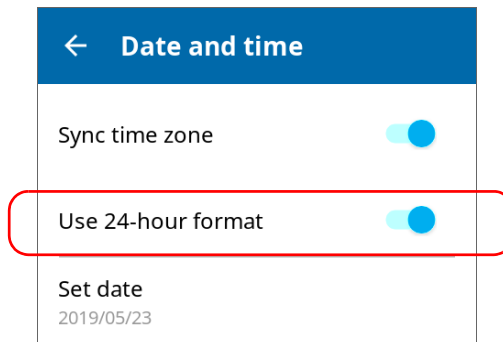 Date and time
Sync time zone
Use 24-hour format
Set date
2019/05/23